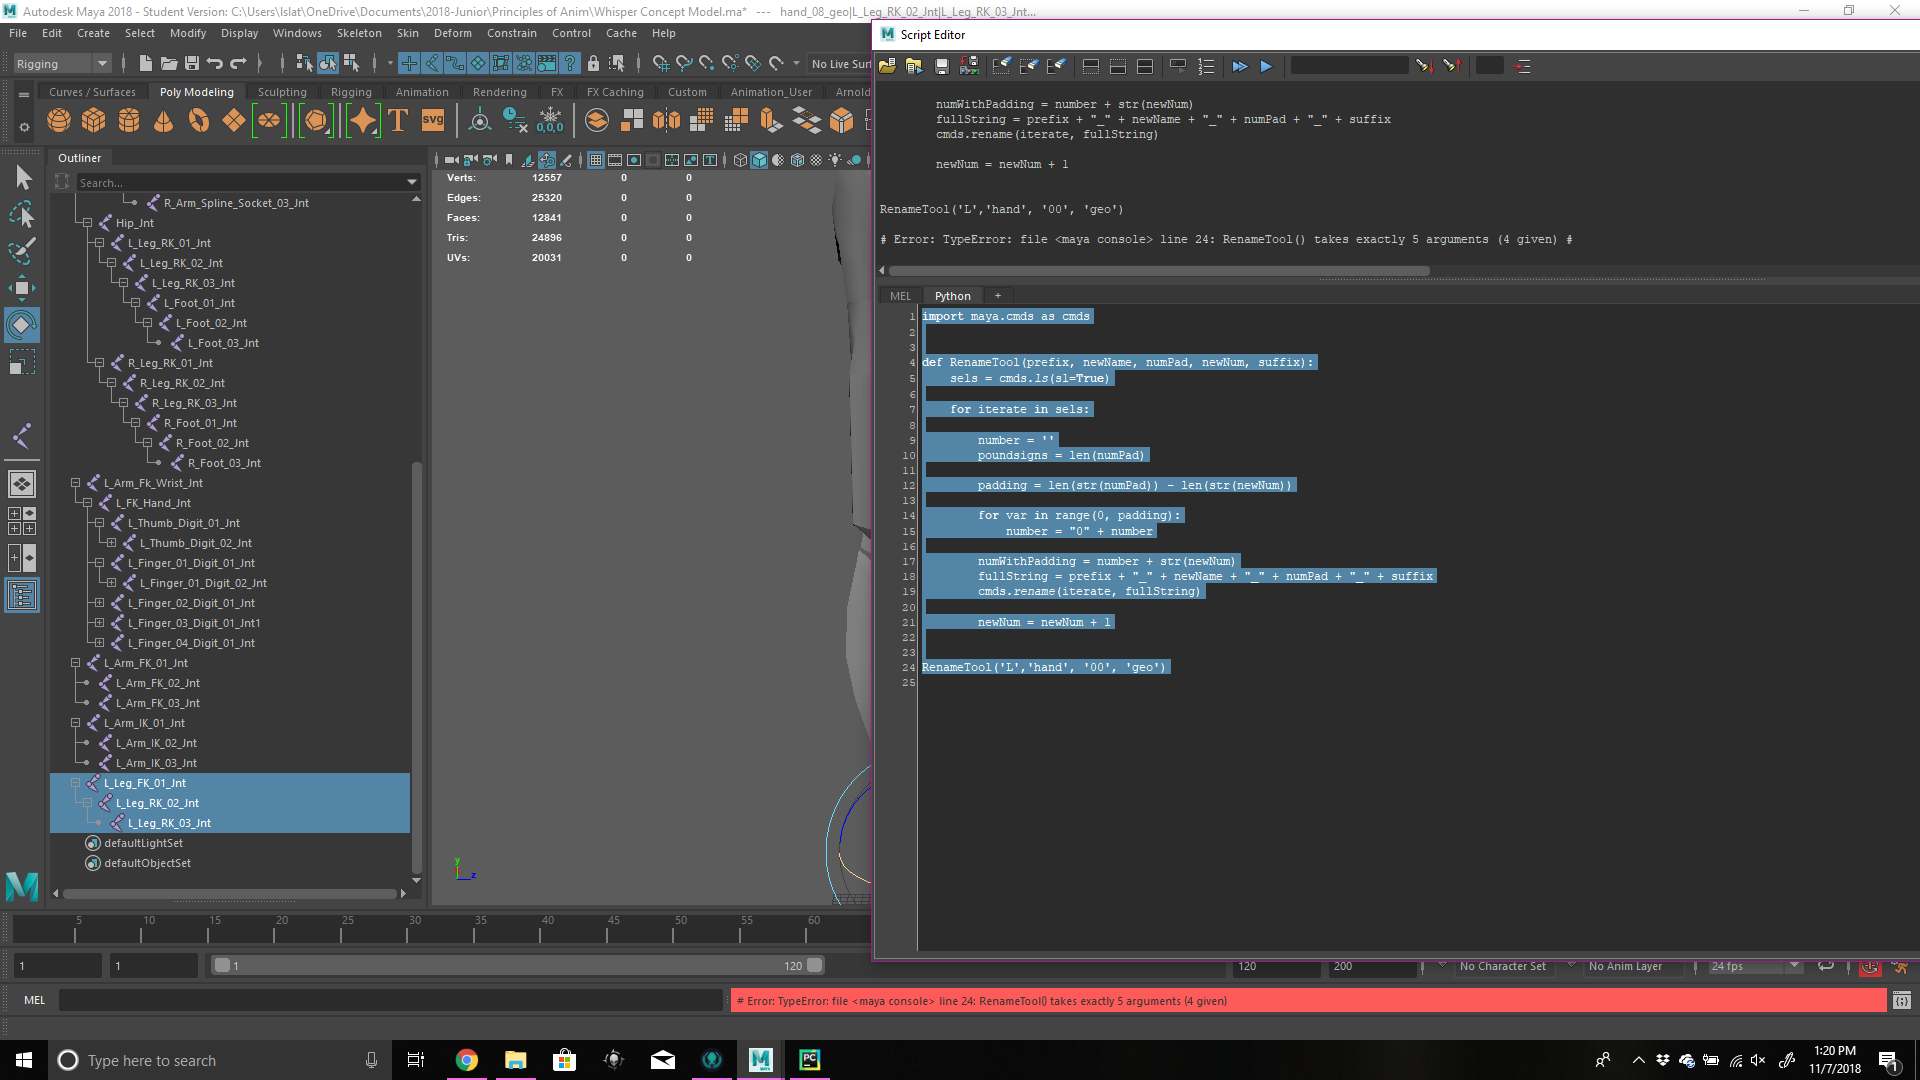 Autodesk Maya 2018 - Student Version: C:\Users\lslat\OneDrive\Documents\2018-Junior\Principles of Anim\Whisper Concept Model.ma*   ---   hand_08_geo|L_Leg_RK_02_Jnt|L_Leg_RK_03_Jnt...
File Edit Create Select Modify Display Windows Skeleton Skin Deform Constrain Control Cache Help
Rigging
No Live Surf
Curves / Surfaces Poly Modeling Sculpting Rigging Animation Rendering FX FX Caching Custom Animation_User Arnold
T svg
0,0,0
Outliner
Search...
R_Arm_Spline_Socket_03_Jnt
Hip_Jnt
L_Leg_RK_01_Jnt
L_Leg_RK_02_Jnt
L_Leg_RK_03_Jnt
L_Foot_01_Jnt
L_Foot_02_Jnt
L_Foot_03_Jnt
R_Leg_RK_01_Jnt
R_Leg_RK_02_Jnt
R_Leg_RK_03_Jnt
R_Foot_01_Jnt
R_Foot_02_Jnt
R_Foot_03_Jnt
L_Arm_Fk_Wrist_Jnt
L_FK_Hand_Jnt
L_Thumb_Digit_01_Jnt
L_Thumb_Digit_02_Jnt
L_Finger_01_Digit_01_Jnt
L_Finger_01_Digit_02_Jnt
L_Finger_02_Digit_01_Jnt
L_Finger_03_Digit_01_Jnt1
L_Finger_04_Digit_01_Jnt
L_Arm_FK_01_Jnt
L_Arm_FK_02_Jnt
L_Arm_FK_03_Jnt
L_Arm_IK_01_Jnt
L_Arm_IK_02_Jnt
L_Arm_IK_03_Jnt
L_Leg_FK_01_Jnt
L_Leg_RK_02_Jnt
L_Leg_RK_03_Jnt
defaultLightSet
defaultObjectSet
Verts: 12557 0 0
Edges: 25320 0 0
Faces: 12841 0 0
Tris: 24896 0 0
UVs: 20031 0 0
y
z
Script Editor
numWithPadding = number + str(newNum)
fullString = prefix + "_" + newName + "_" + numPad + "_" + suffix
cmds.rename(iterate, fullString)
newNum = newNum + 1
RenameTool('L','hand', '00', 'geo')
# Error: TypeError: file <maya console> line 24: RenameTool() takes exactly 5 arguments (4 given) #
MEL Python +
1 import maya.cmds as cmds
2
3
4 def RenameTool(prefix, newName, numPad, newNum, suffix):
5 sels = cmds.ls(sl=True)
6
7 for iterate in sels:
8
9 number = ''
10 poundsigns = len(numPad)
11
12 padding = len(str(numPad)) - len(str(newNum))
13
14 for var in range(0, padding):
15 number = "0" + number
16
17 numWithPadding = number + str(newNum)
18 fullString = prefix + "_" + newName + "_" + numPad + "_" + suffix
19 cmds.rename(iterate, fullString)
20
21 newNum = newNum + 1
22
23
24 RenameTool('L','hand', '00', 'geo')
25
5 10 15 20 25 30 35 40 45 50 55 60
1 1 1 120 120 200 No Character Set No Anim Layer 24 fps
MEL # Error: TypeError: file <maya console> line 24: RenameTool() takes exactly 5 arguments (4 given)
Type here to search
PC
1:20 PM
11/7/2018
1